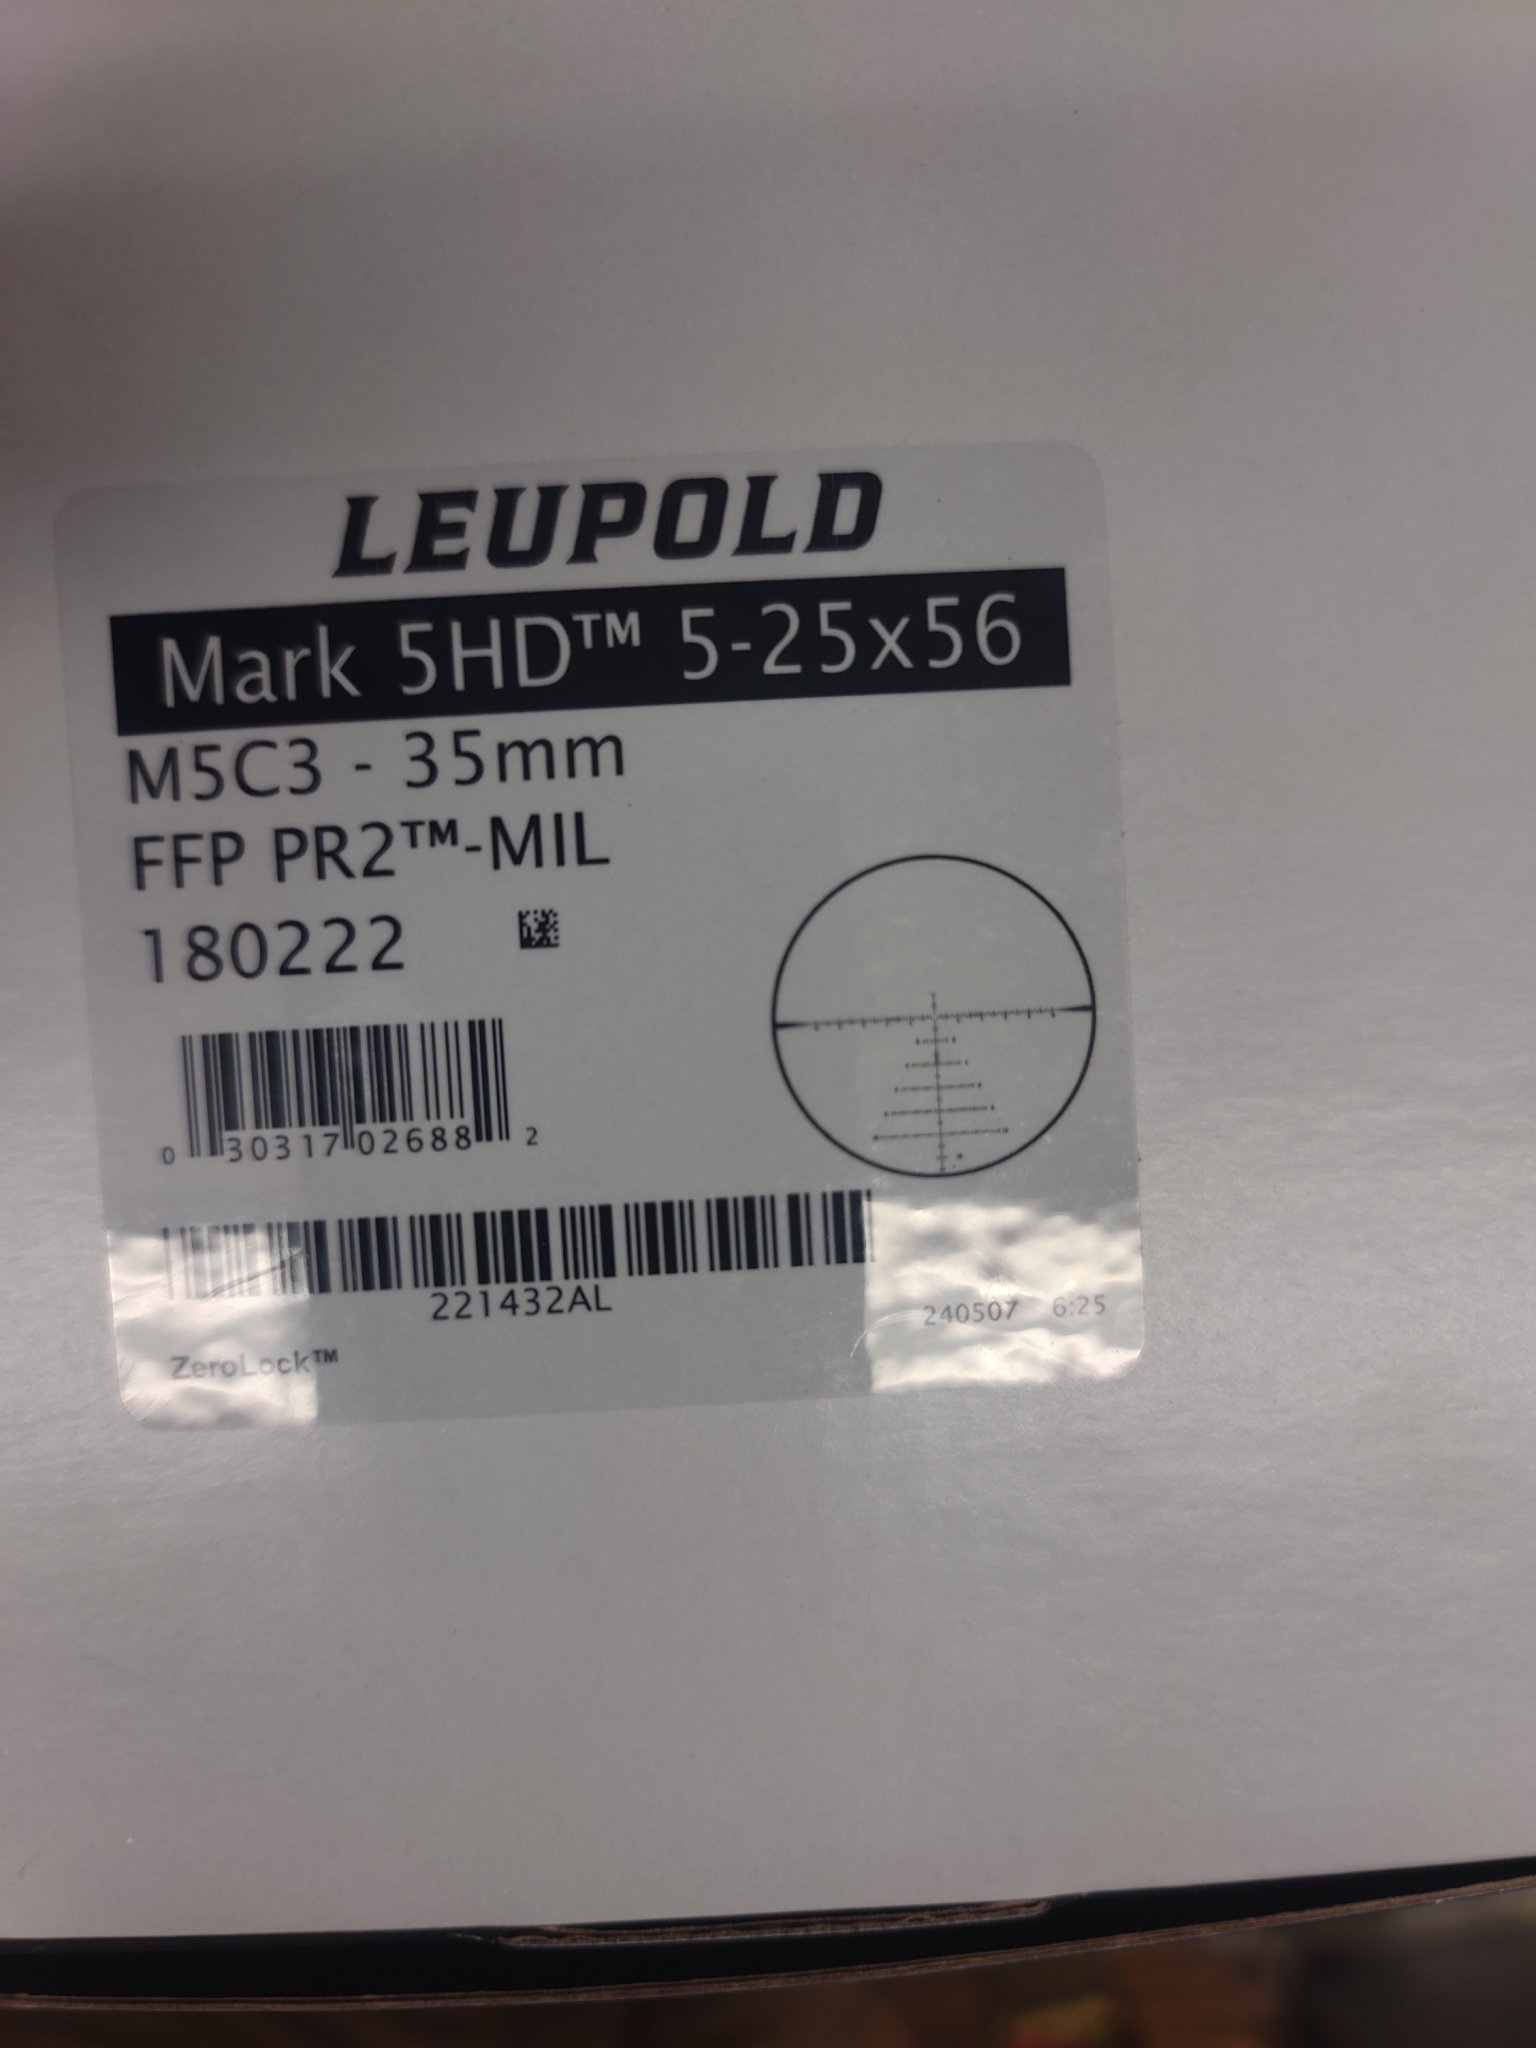 LEUPOLD
Mark 5HD™ 5-25x56
M5C3 - 35mm
FFP PR2™-MIL
180222
0 30317 02688 2
221432AL
240507 6:25
ZeroLock™